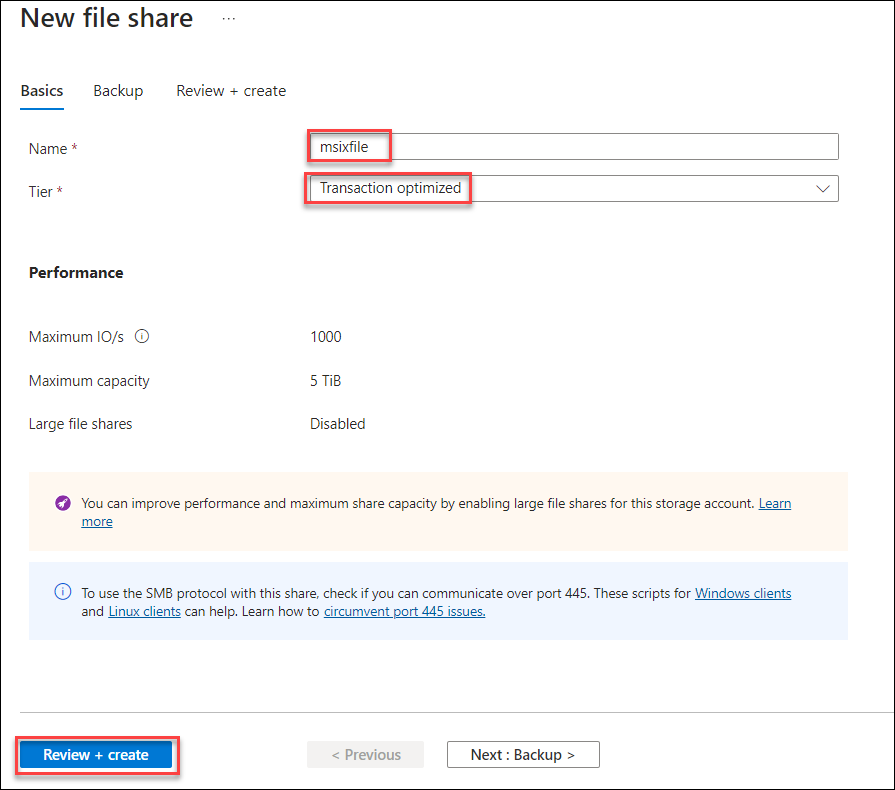 New file share ...
Basics Backup Review + create
Name * msixfile
Tier * Transaction optimized
Performance
Maximum IO/s 1000
Maximum capacity 5 TiB
Large file shares Disabled
You can improve performance and maximum share capacity by enabling large file shares for this storage account. Learn
more
To use the SMB protocol with this share, check if you can communicate over port 445. These scripts for Windows clients
and Linux clients can help. Learn how to circumvent port 445 issues.
Review + create < Previous Next : Backup >